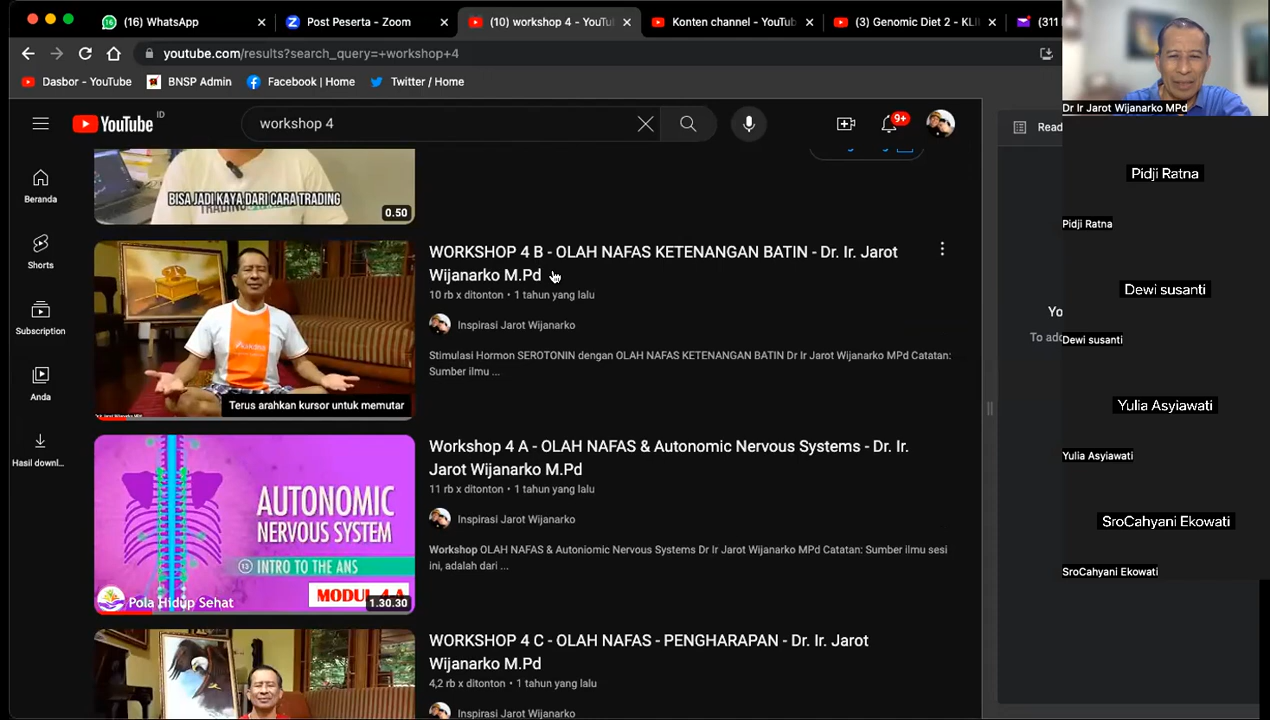 (16) WhatsApp
Post Peserta - Zoom
(10) workshop 4 - YouTu
Konten channel - YouTub
(3) Genomic Diet 2 - KLI
(311
youtube.com/results?search_query=+workshop+4
Dasbor - YouTube
BNSP Admin
Facebook | Home
Twitter / Home
YouTube ID
workshop 4
9+
Read
Beranda
Shorts
Subscription
Anda
Hasil downl...
BISA JADI KAYA DARI CARA TRADING
0.50
WORKSHOP 4 B - OLAH NAFAS KETENANGAN BATIN - Dr. Ir. Jarot
Wijanarko M.Pd
10 rb x ditonton • 1 tahun yang lalu
Inspirasi Jarot Wijanarko
Stimulasi Hormon SEROTONIN dengan OLAH NAFAS KETENANGAN BATIN Dr Ir Jarot Wijanarko MPd Catatan:
Sumber ilmu ...
Terus arahkan kursor untuk memutar
Workshop 4 A - OLAH NAFAS & Autonomic Nervous Systems - Dr. Ir.
Jarot Wijanarko M.Pd
11 rb x ditonton • 1 tahun yang lalu
Inspirasi Jarot Wijanarko
Workshop OLAH NAFAS & Autoniomic Nervous Systems Dr Ir Jarot Wijanarko MPd Catatan: Sumber ilmu sesi
ini, adalah dari ...
AUTONOMIC
NERVOUS SYSTEM
13 INTRO TO THE ANS
MODUL 4 A
Pola Hidup Sehat
1.30.30
WORKSHOP 4 C - OLAH NAFAS - PENGHARAPAN - Dr. Ir. Jarot
Wijanarko M.Pd
4,2 rb x ditonton • 1 tahun yang lalu
Inspirasi Jarot Wijanarko
Yo
To add
Dr Ir Jarot Wijanarko MPd
Pidji Ratna
Pidji Ratna
Dewi susanti
Dewi susanti
Yulia Asyiawati
Yulia Asyiawati
SroCahyani Ekowati
SroCahyani Ekowati